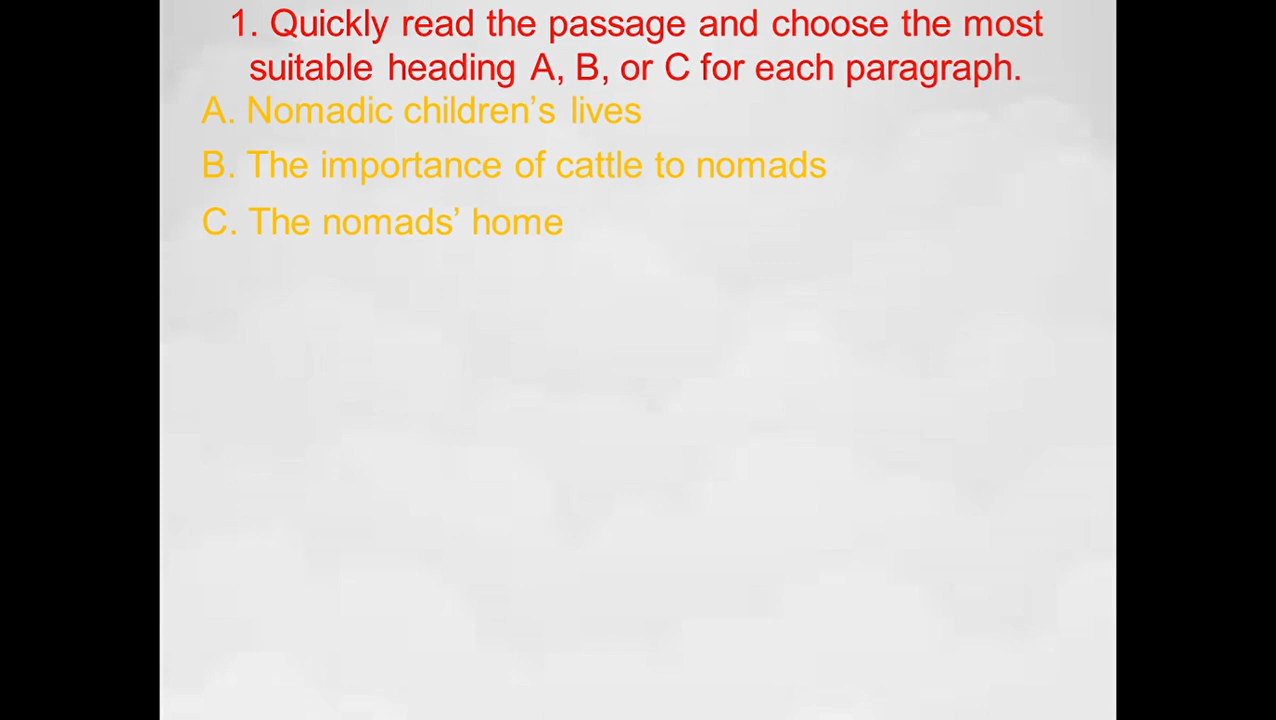 1. Quickly read the passage and choose the most
suitable heading A, B, or C for each paragraph.
A. Nomadic children’s lives
B. The importance of cattle to nomads
C. The nomads’ home